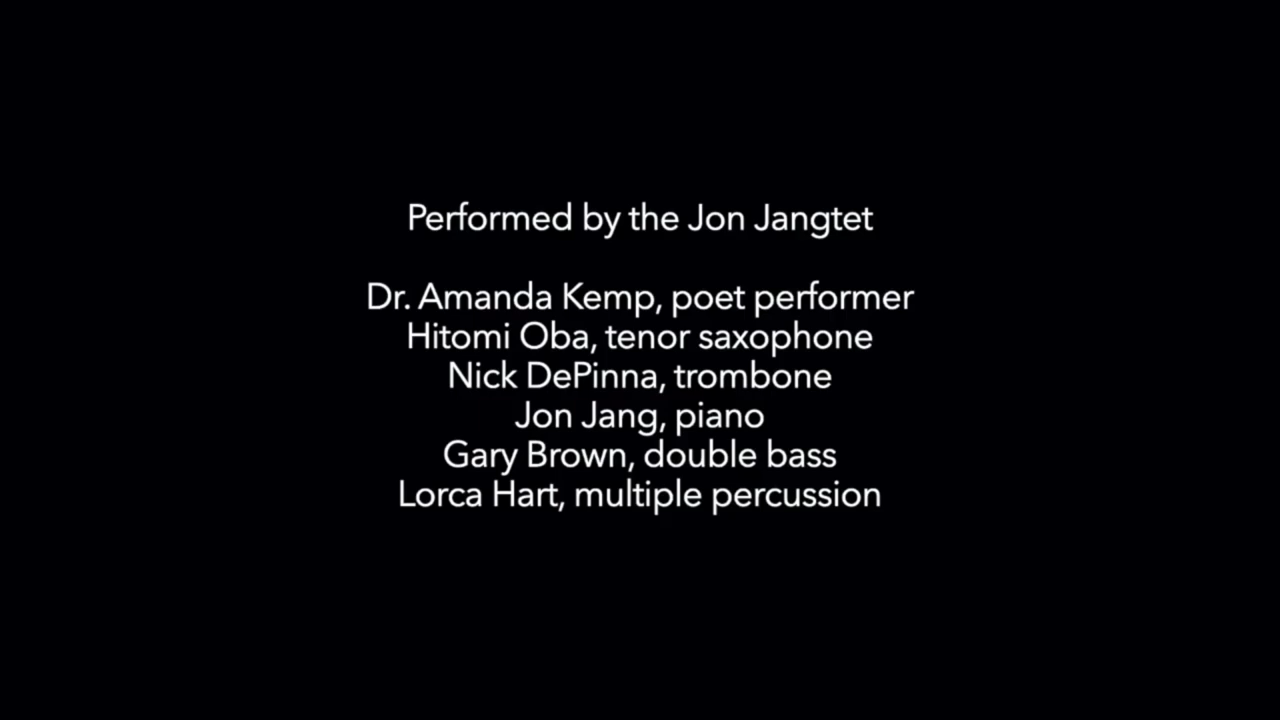 Performed by the Jon Jangtet
Dr. Amanda Kemp, poet performer
Hitomi Oba, tenor saxophone
Nick DePinna, trombone
Jon Jang, piano
Gary Brown, double bass
Lorca Hart, multiple percussion